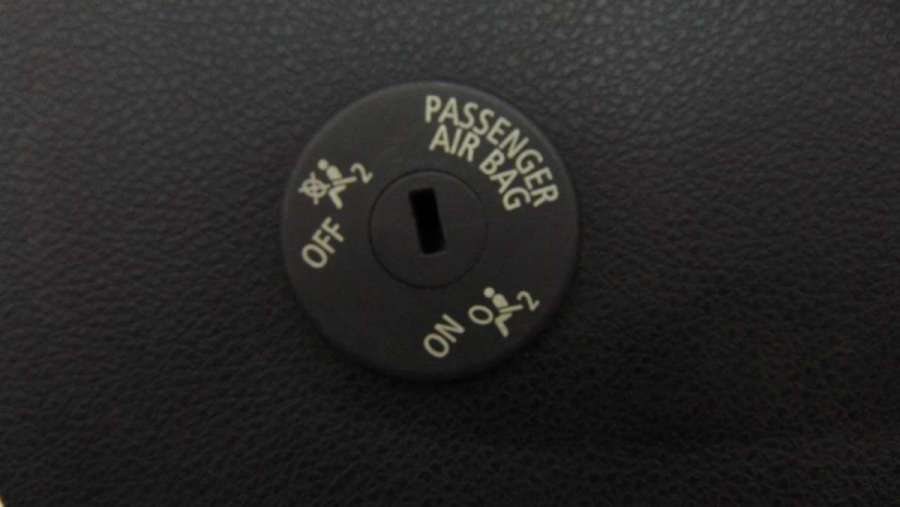 PASSENGER
AIR BAG
2
OFF
ON
2